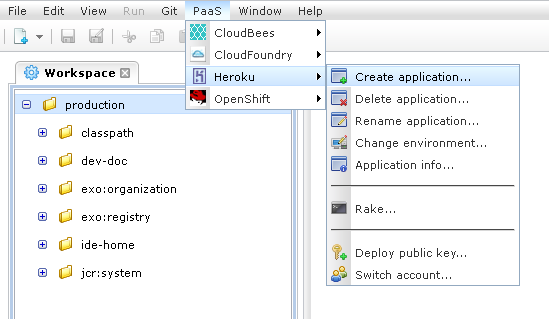 File Edit View Run Git PaaS Window Help
CloudBees
CloudFoundry
Heroku
OpenShift
Create application...
Delete application...
Rename application...
Change environment...
Application info...
Rake...
Deploy public key...
Switch account...
Workspace
production
classpath
dev-doc
exo:organization
exo:registry
ide-home
jcr:system